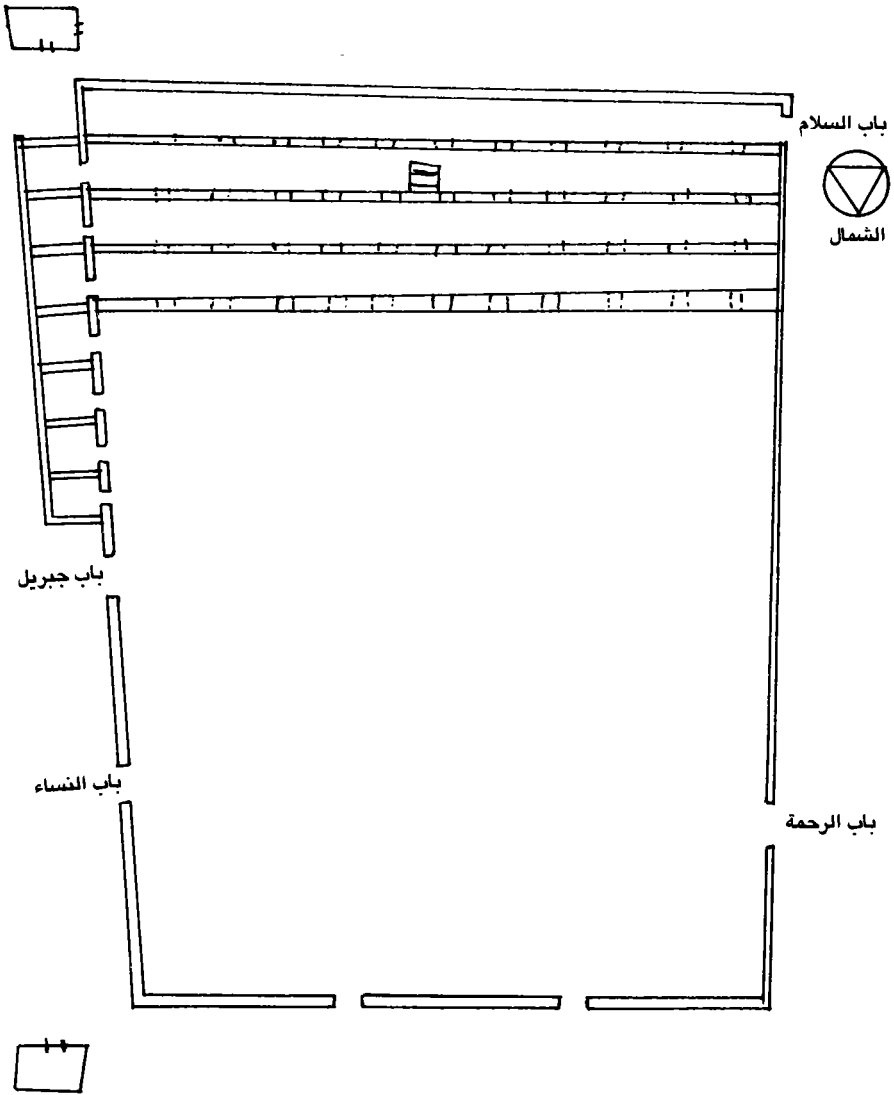 باب السلام
الشمال
باب جبريل
باب النساء
باب الرحمة